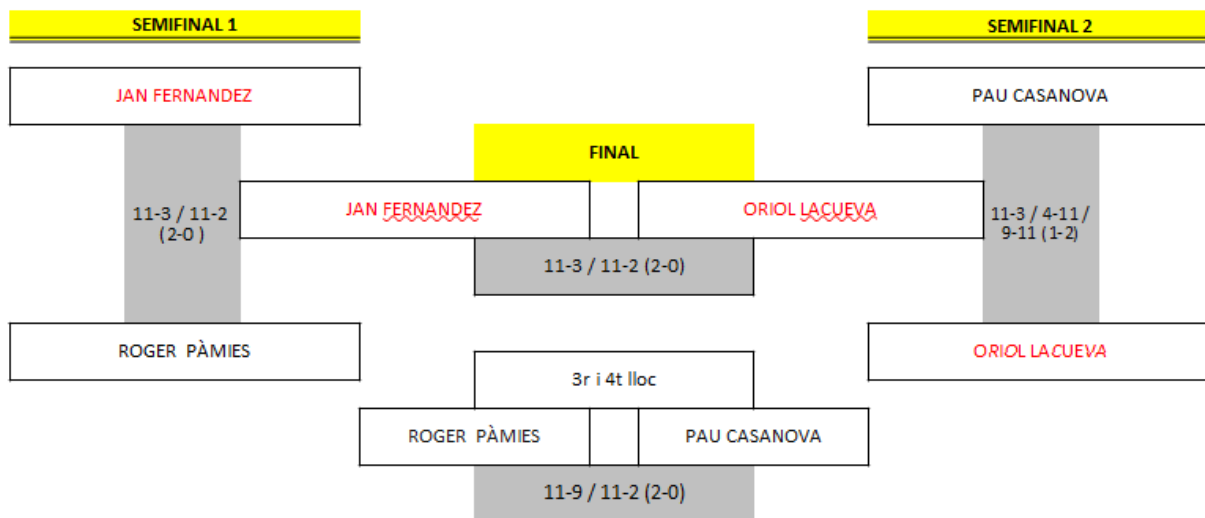 SEMIFINAL 1
SEMIFINAL 2
JAN FERNANDEZ
PAU CASANOVA
FINAL
JAN FERNANDEZ
ORIOL LACUEVA
11-3 / 11-2
(2-0 )
11-3 / 4-11 /
9-11 (1-2)
11-3 / 11-2 (2-0)
ROGER PÀMIES
ORIOL LACUEVA
3r i 4t lloc
ROGER PÀMIES
PAU CASANOVA
11-9 / 11-2 (2-0)